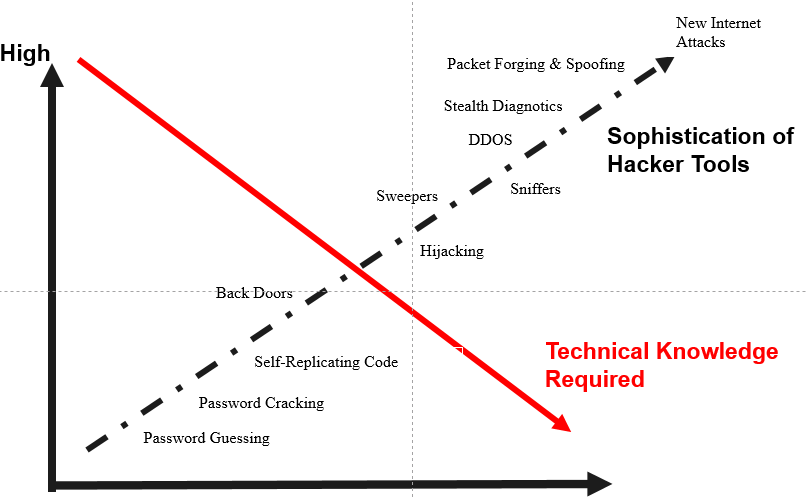 New Internet
Attacks
High
Packet Forging & Spoofing
Stealth Diagnotics
DDOS
Sophistication of
Hacker Tools
Sniffers
Sweepers
Hijacking
Back Doors
Technical Knowledge
Required
Self-Replicating Code
Password Cracking
Password Guessing